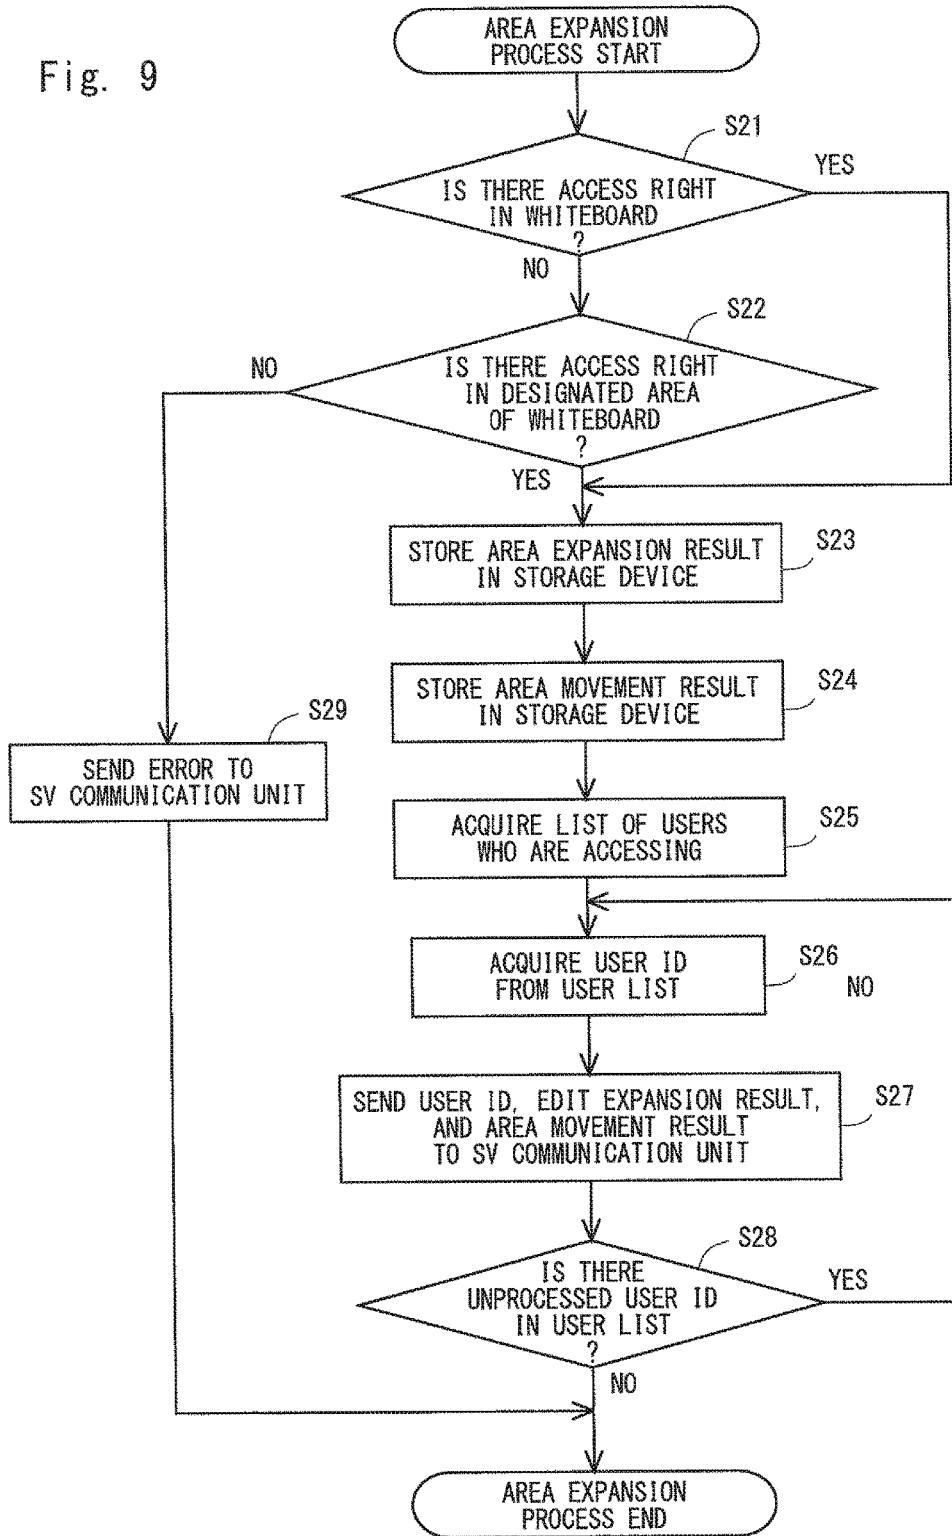 Fig. 9
AREA EXPANSION
PROCESS START
S21
IS THERE ACCESS RIGHT
IN WHITEBOARD
?
YES
NO
S22
IS THERE ACCESS RIGHT
IN DESIGNATED AREA
OF WHITEBOARD
?
NO
YES
STORE AREA EXPANSION RESULT
IN STORAGE DEVICE
S23
STORE AREA MOVEMENT RESULT
IN STORAGE DEVICE
S24
S29
SEND ERROR TO
SV COMMUNICATION UNIT
ACQUIRE LIST OF USERS
WHO ARE ACCESSING
S25
ACQUIRE USER ID
FROM USER LIST
S26
NO
SEND USER ID, EDIT EXPANSION RESULT,
AND AREA MOVEMENT RESULT
TO SV COMMUNICATION UNIT
S27
S28
IS THERE
UNPROCESSED USER ID
IN USER LIST
?
YES
NO
AREA EXPANSION
PROCESS END